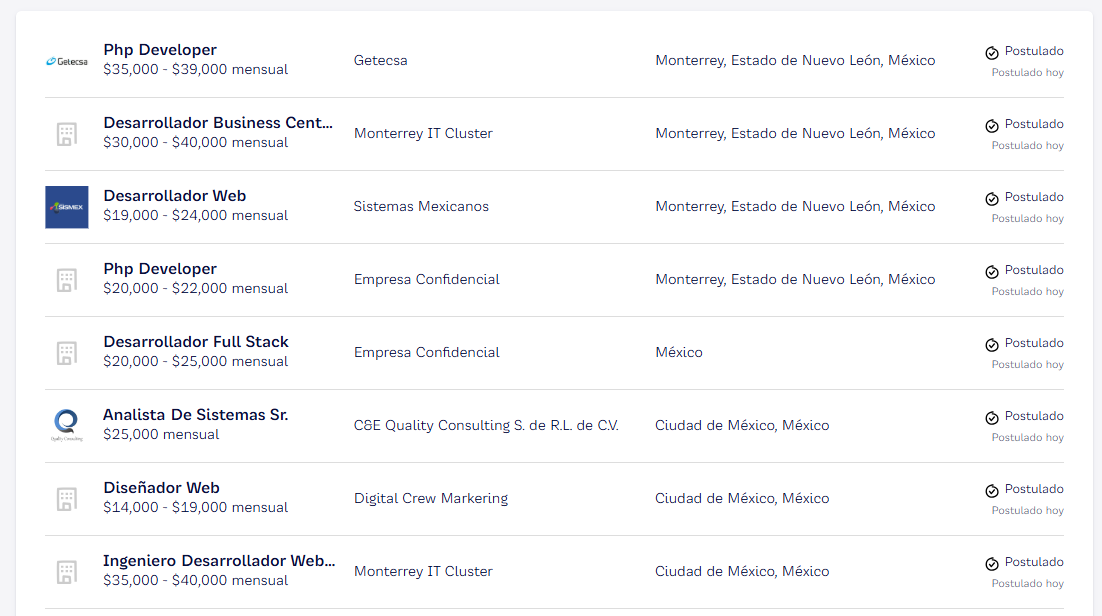 Getecsa
Php Developer
$35,000 - $39,000 mensual
Getecsa
Monterrey, Estado de Nuevo León, México
Postulado
Postulado hoy
Desarrollador Business Cent...
$30,000 - $40,000 mensual
Monterrey IT Cluster
Monterrey, Estado de Nuevo León, México
Postulado
Postulado hoy
SISMEX
Desarrollador Web
$19,000 - $24,000 mensual
Sistemas Mexicanos
Monterrey, Estado de Nuevo León, México
Postulado
Postulado hoy
Php Developer
$20,000 - $22,000 mensual
Empresa Confidencial
Monterrey, Estado de Nuevo León, México
Postulado
Postulado hoy
Desarrollador Full Stack
$20,000 - $25,000 mensual
Empresa Confidencial
México
Postulado
Postulado hoy
Quality Consulting
Analista De Sistemas Sr.
$25,000 mensual
C&E Quality Consulting S. de R.L. de C.V.
Ciudad de México, México
Postulado
Postulado hoy
Diseñador Web
$14,000 - $19,000 mensual
Digital Crew Markering
Ciudad de México, México
Postulado
Postulado hoy
Ingeniero Desarrollador Web...
$35,000 - $40,000 mensual
Monterrey IT Cluster
Ciudad de México, México
Postulado
Postulado hoy